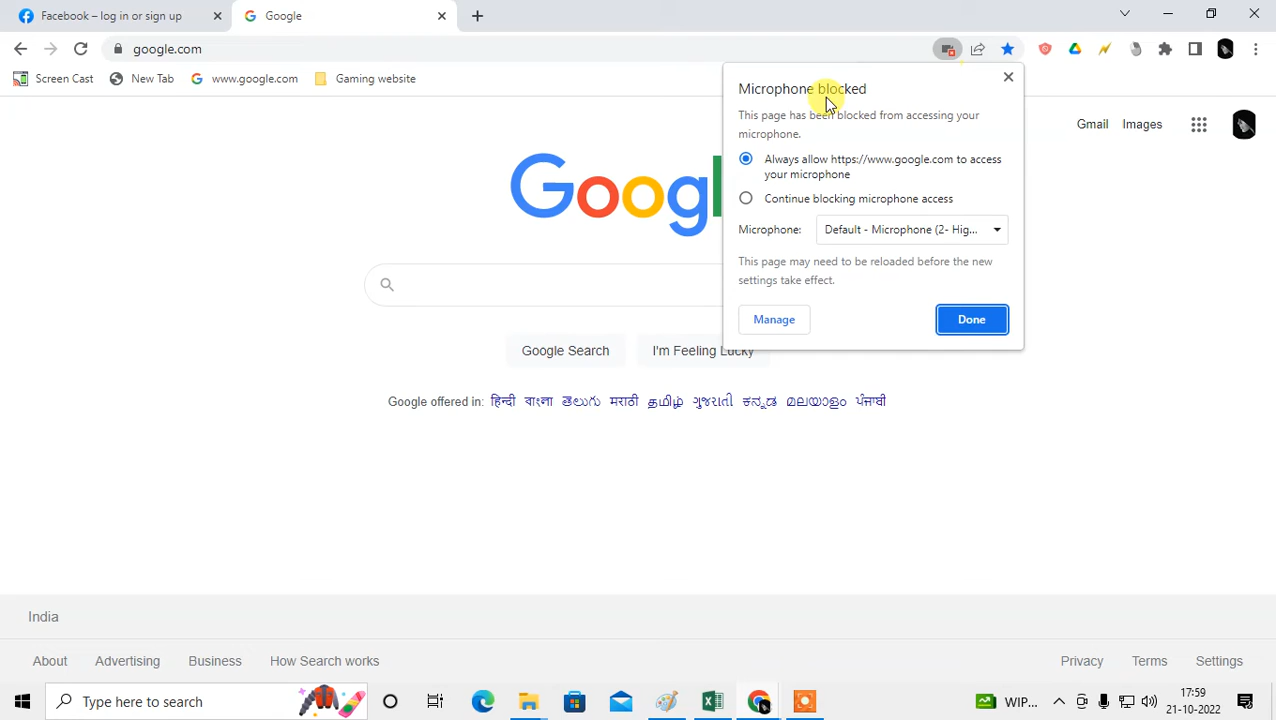 Facebook – log in or sign up
Google
google.com
Screen Cast
New Tab
www.google.com
Gaming website
Microphone blocked
This page has been blocked from accessing your
microphone.
Always allow https://www.google.com to access
your microphone
Continue blocking microphone access
Microphone: Default - Microphone (2- Hig...
This page may need to be reloaded before the new
settings take effect.
Manage
Done
Gmail
Images
Goog
Google Search
I'm Feeling Lucky
Google offered in: हिन्दी বাংলা తెలుగు मराठी தமிழ் ગુજરાતી ಕನ್ನಡ മലയാളം ਪੰਜਾਬੀ
India
About
Advertising
Business
How Search works
Privacy
Terms
Settings
Type here to search
WIP...
17:59
21-10-2022